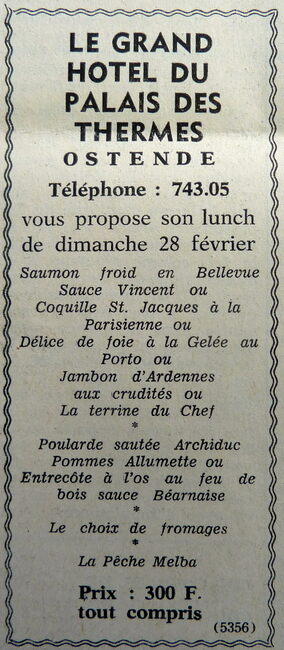 LE GRAND
HOTEL DU
PALAIS DES
THERMES
OSTENDE
Téléphone : 743.05
vous propose son lunch
de dimanche 28 février
Saumon froid en Bellevue
Sauce Vincent ou
Coquille St. Jacques à la
Parisienne ou
Délice de foie à la Gelée au
Porto ou
Jambon d'Ardennes
aux crudités ou
La terrine du Chef
*
Poularde sautée Archiduc
Pommes Allumette ou
Entrecôte à l'os au feu de
bois sauce Béarnaise
*
Le choix de fromages
*
La Pêche Melba
Prix : 300 F.
tout compris
(5356)